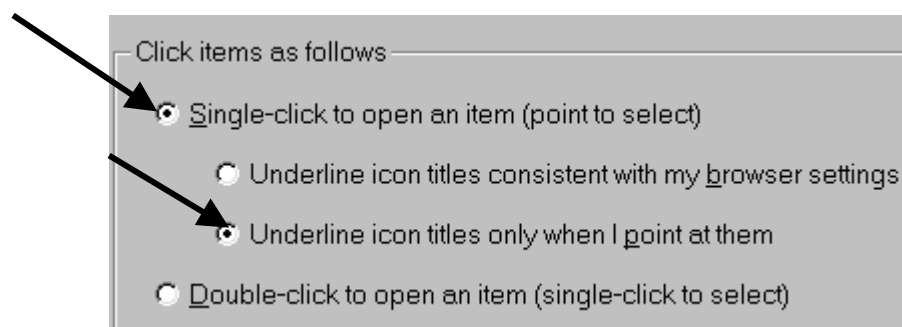 Click items as follows
Single-click to open an item (point to select)
Underline icon titles consistent with my browser settings
Underline icon titles only when I point at them
Double-click to open an item (single-click to select)